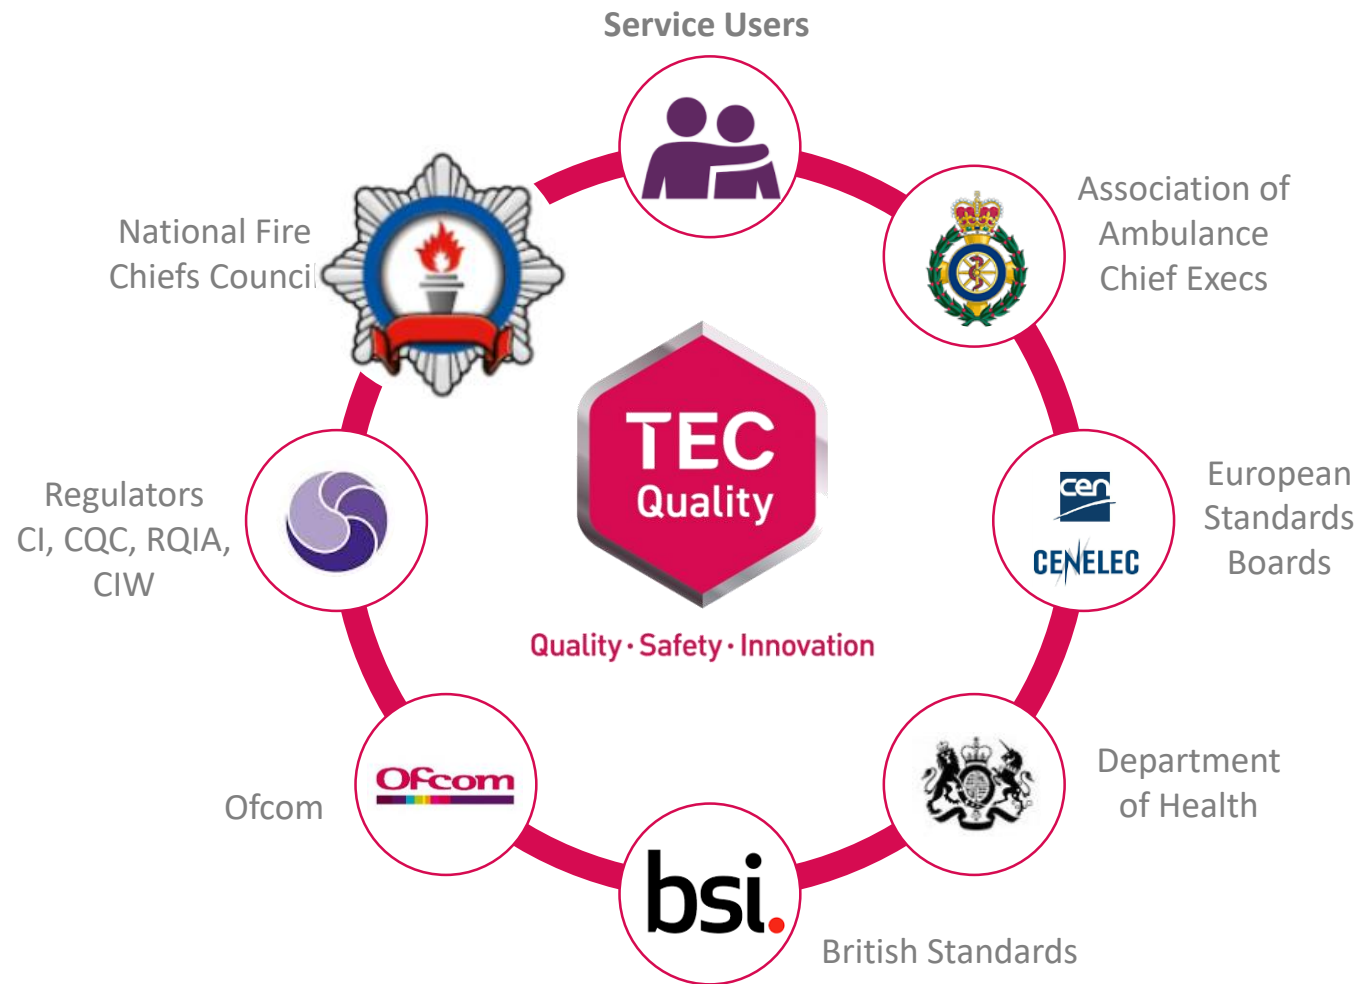 Service Users
Association of
Ambulance
Chief Execs
National Fire
Chiefs Council
TEC
Quality
Quality · Safety · Innovation
cen
CENELEC
European
Standards
Boards
Regulators
CI, CQC, RQIA,
CIW
Department
of Health
Ofcom
Ofcom
bsi.
British Standards